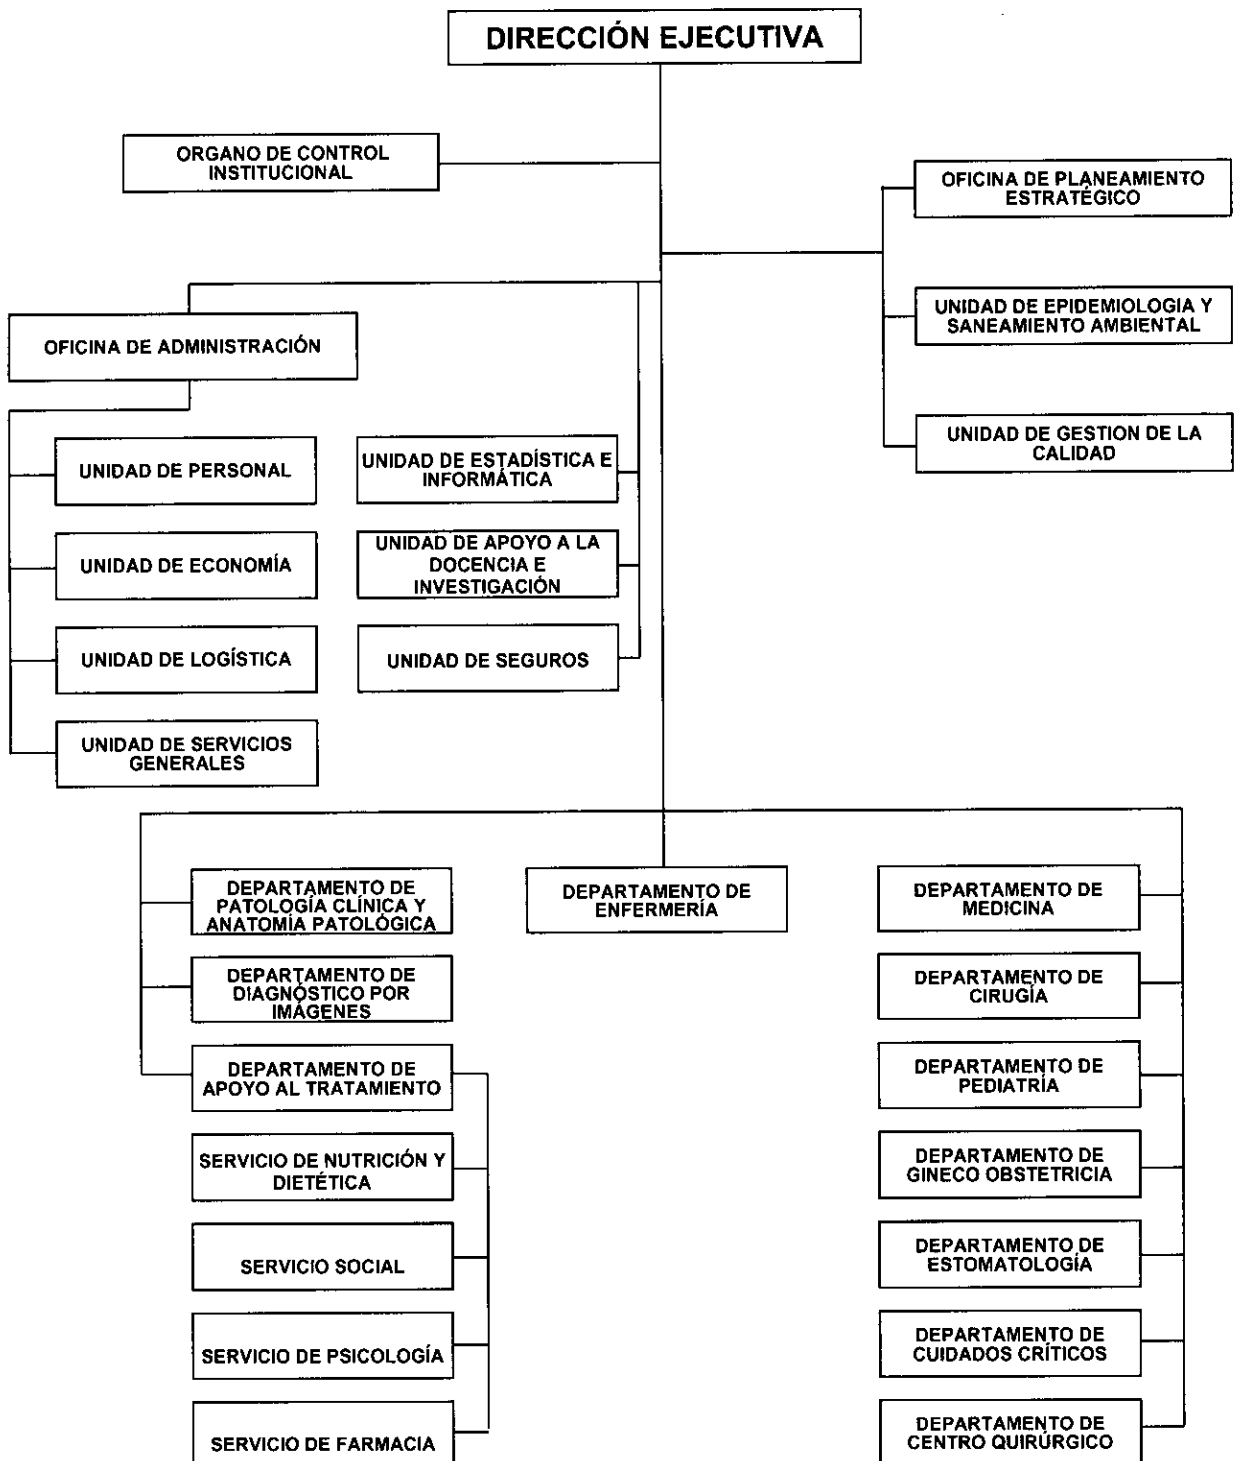 DIRECCIÓN EJECUTIVA
ORGANO DE CONTROL
INSTITUCIONAL
OFICINA DE PLANEAMIENTO
ESTRATÉGICO
UNIDAD DE EPIDEMIOLOGIA Y
SANEAMIENTO AMBIENTAL
UNIDAD DE GESTION DE LA
CALIDAD
OFICINA DE ADMINISTRACIÓN
UNIDAD DE PERSONAL
UNIDAD DE ECONOMÍA
UNIDAD DE LOGÍSTICA
UNIDAD DE SERVICIOS
GENERALES
UNIDAD DE ESTADÍSTICA E
INFORMÁTICA
UNIDAD DE APOYO A LA
DOCENCIA E
INVESTIGACIÓN
UNIDAD DE SEGUROS
DEPARTAMENTO DE
PATOLOGÍA CLÍNICA Y
ANATOMÍA PATOLÓGICA
DEPARTAMENTO DE
DIAGNÓSTICO POR
IMÁGENES
DEPARTAMENTO DE
APOYO AL TRATAMIENTO
SERVICIO DE NUTRICIÓN Y
DIETÉTICA
SERVICIO SOCIAL
SERVICIO DE PSICOLOGÍA
SERVICIO DE FARMACIA
DEPARTAMENTO DE
ENFERMERÍA
DEPARTAMENTO DE
MEDICINA
DEPARTAMENTO DE
CIRUGÍA
DEPARTAMENTO DE
PEDIATRÍA
DEPARTAMENTO DE
GINECO OBSTETRICIA
DEPARTAMENTO DE
ESTOMATOLOGÍA
DEPARTAMENTO DE
CUIDADOS CRÍTICOS
DEPARTAMENTO DE
CENTRO QUIRÚRGICO